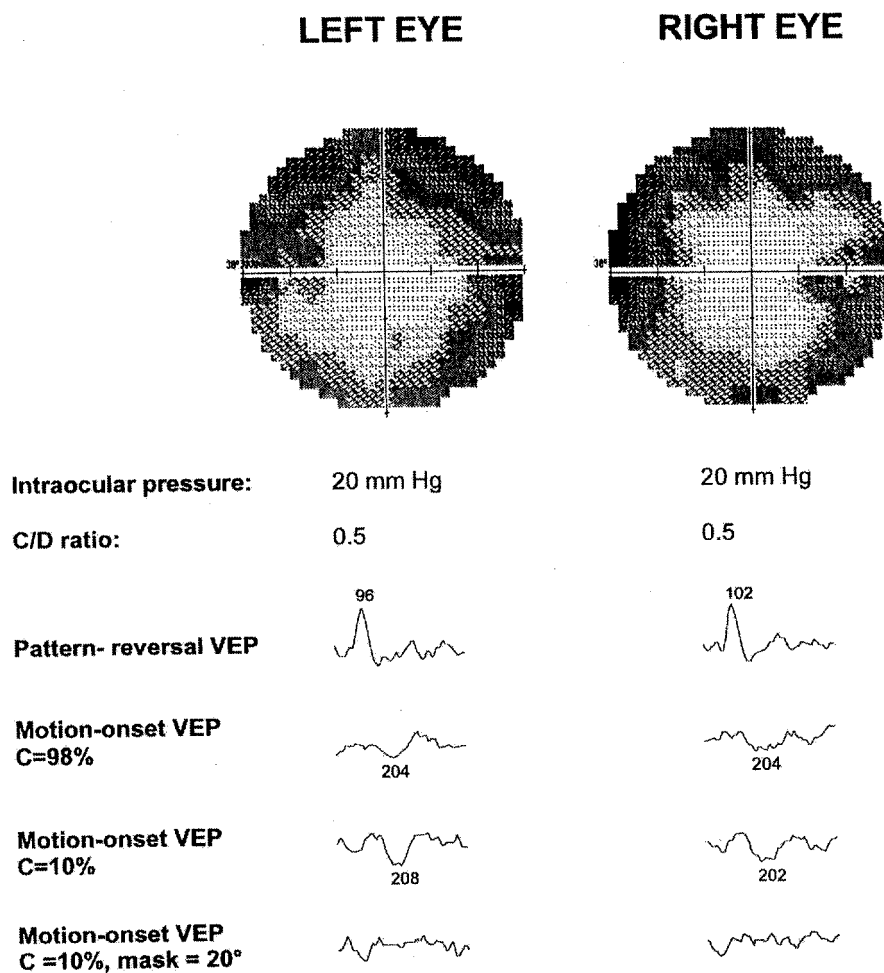 LEFT EYE RIGHT EYE
30° 30°
Intraocular pressure: 20 mm Hg 20 mm Hg
C/D ratio: 0.5 0.5
96 102
Pattern- reversal VEP
Motion-onset VEP
C=98%
204 204
Motion-onset VEP
C=10%
208 202
Motion-onset VEP
C =10%, mask = 20°